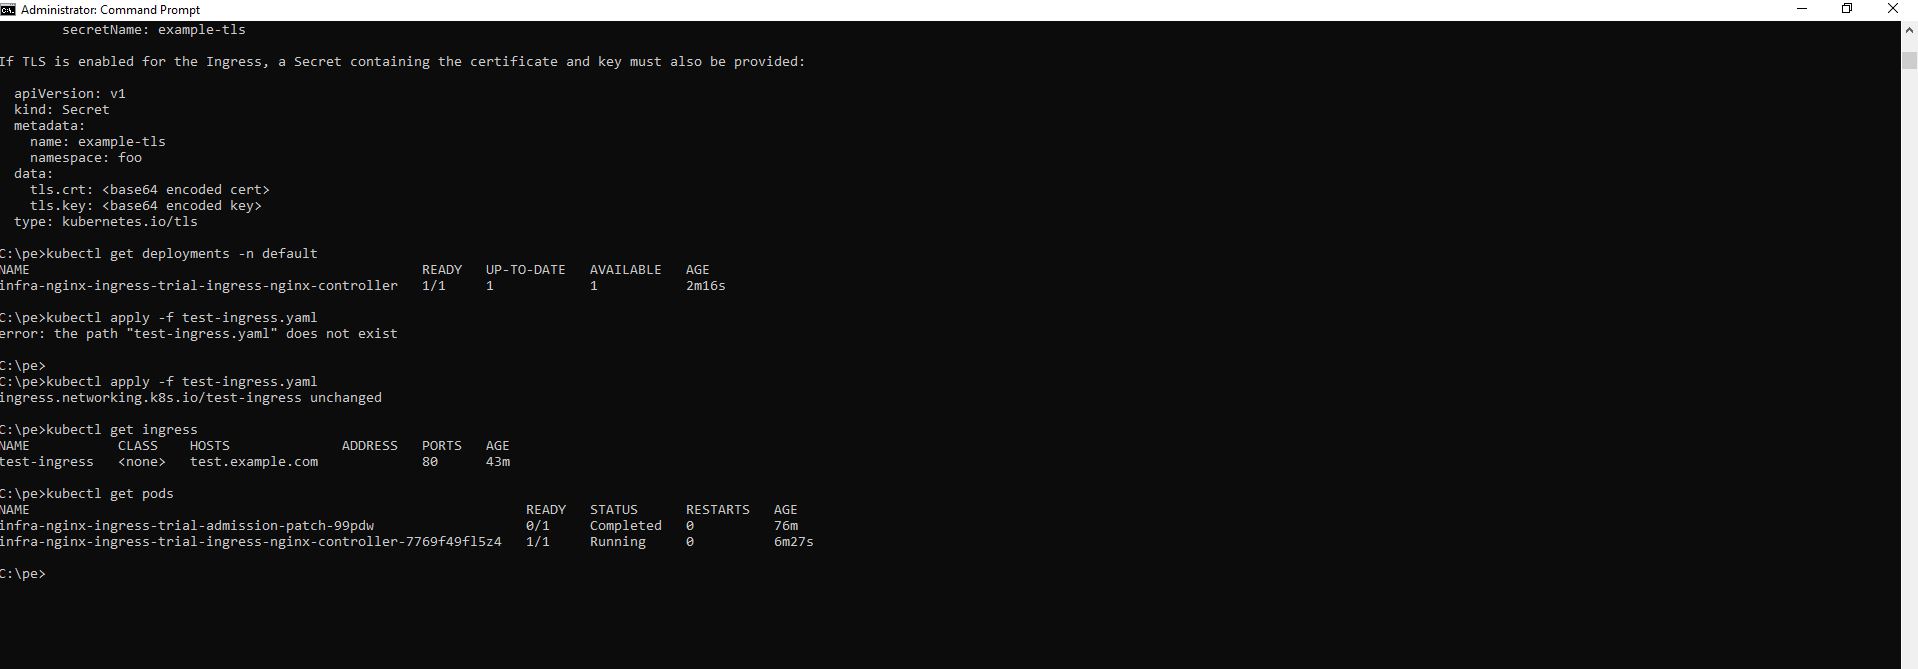 Administrator: Command Prompt
secretName: example-tls
If TLS is enabled for the Ingress, a Secret containing the certificate and key must also be provided:
apiVersion: v1
kind: Secret
metadata:
name: example-tls
namespace: foo
data:
tls.crt: <base64 encoded cert>
tls.key: <base64 encoded key>
type: kubernetes.io/tls
C:\pe>kubectl get deployments -n default
NAME READY UP-TO-DATE AVAILABLE AGE
infra-nginx-ingress-trial-ingress-nginx-controller 1/1 1 1 2m16s
C:\pe>kubectl apply -f test-ingress.yaml
error: the path "test-ingress.yaml" does not exist
C:\pe>
C:\pe>kubectl apply -f test-ingress.yaml
ingress.networking.k8s.io/test-ingress unchanged
C:\pe>kubectl get ingress
NAME CLASS HOSTS ADDRESS PORTS AGE
test-ingress <none> test.example.com 80 43m
C:\pe>kubectl get pods
NAME READY STATUS RESTARTS AGE
infra-nginx-ingress-trial-admission-patch-99pdw 0/1 Completed 0 76m
infra-nginx-ingress-trial-ingress-nginx-controller-7769f49fl5z4 1/1 Running 0 6m27s
C:\pe>